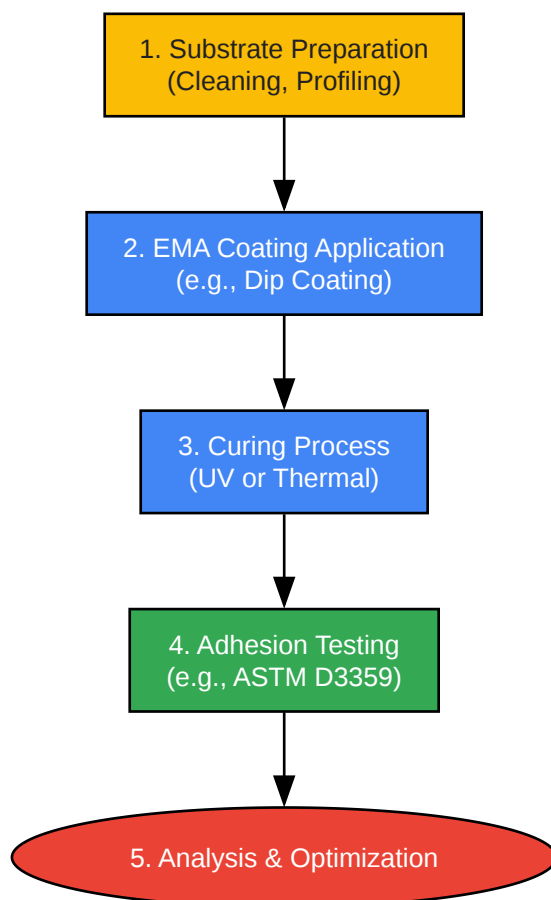 1. Substrate Preparation
(Cleaning, Profiling)
2. EMA Coating Application
(e.g., Dip Coating)
3. Curing Process
(UV or Thermal)
4. Adhesion Testing
(e.g., ASTM D3359)
5. Analysis & Optimization